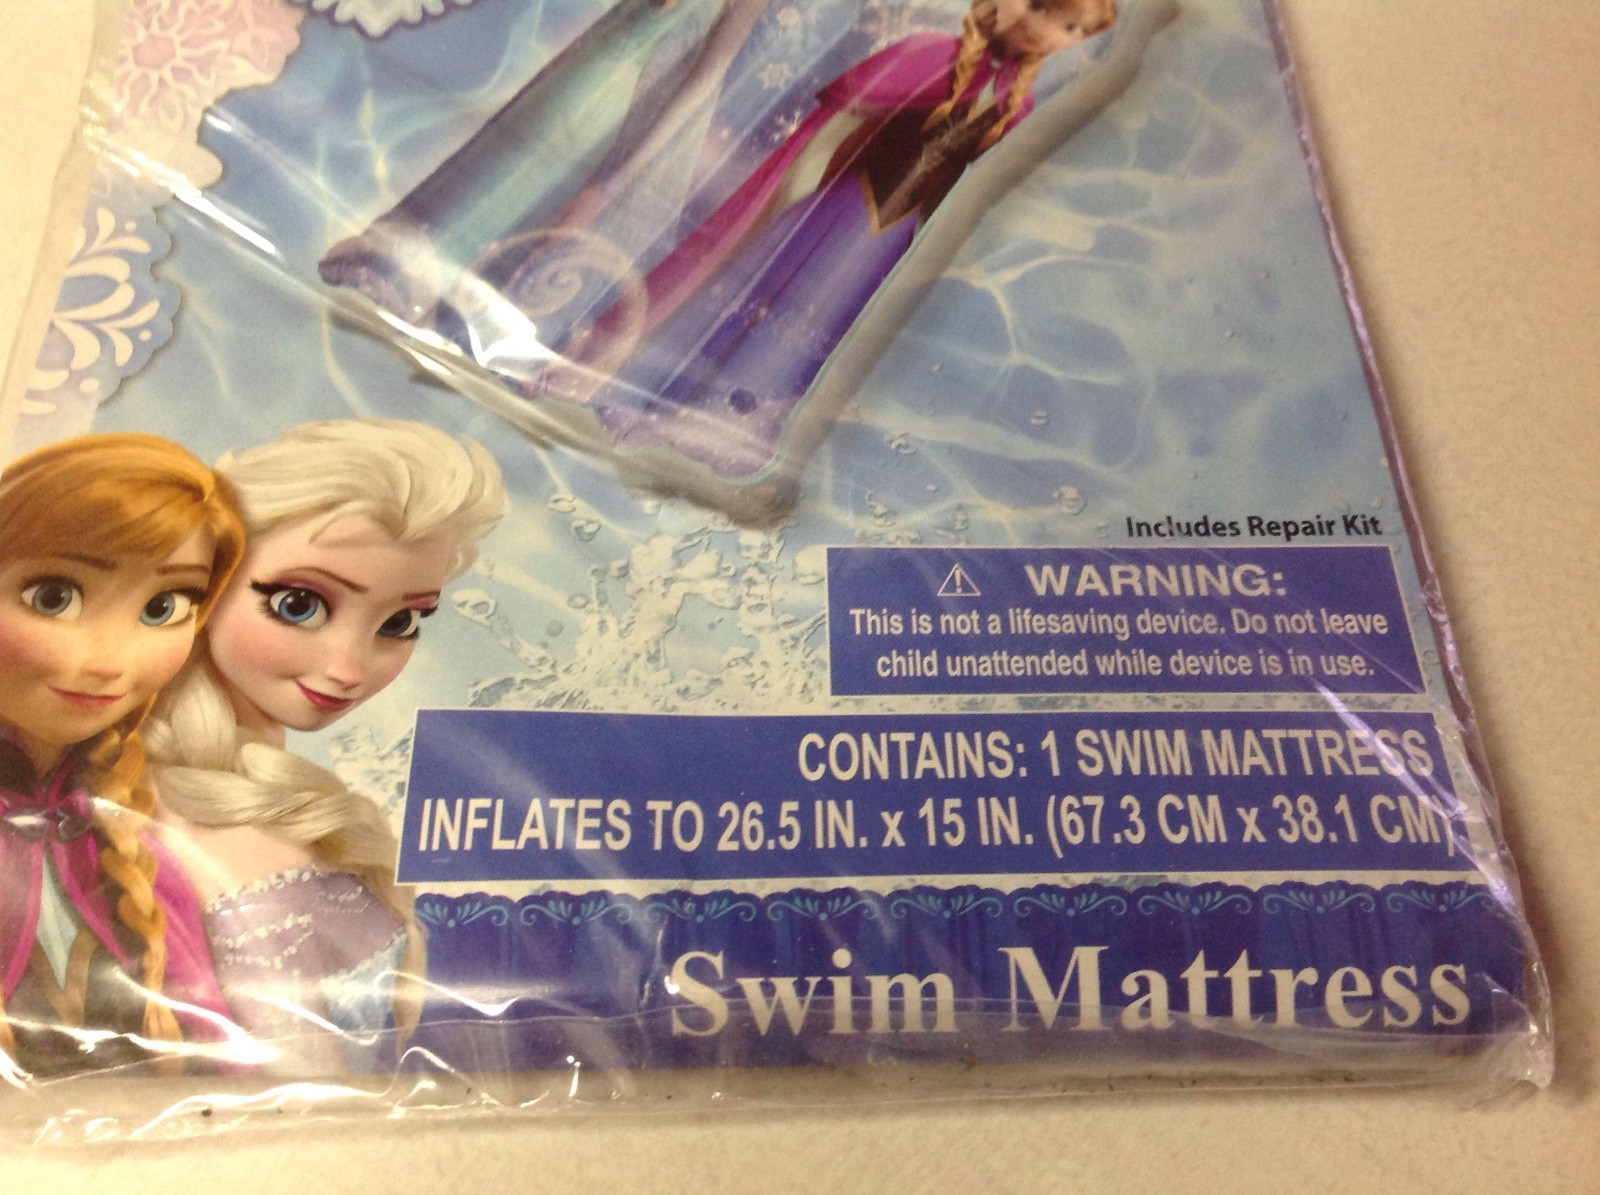 Includes Repair Kit
WARNING:
This is not a lifesaving device. Do not leave
child unattended while device is in use.
CONTAINS: 1 SWIM MATTRESS
INFLATES TO 26.5 IN. x 15 IN. (67.3 CM x 38.1 CM)
Swim Mattress